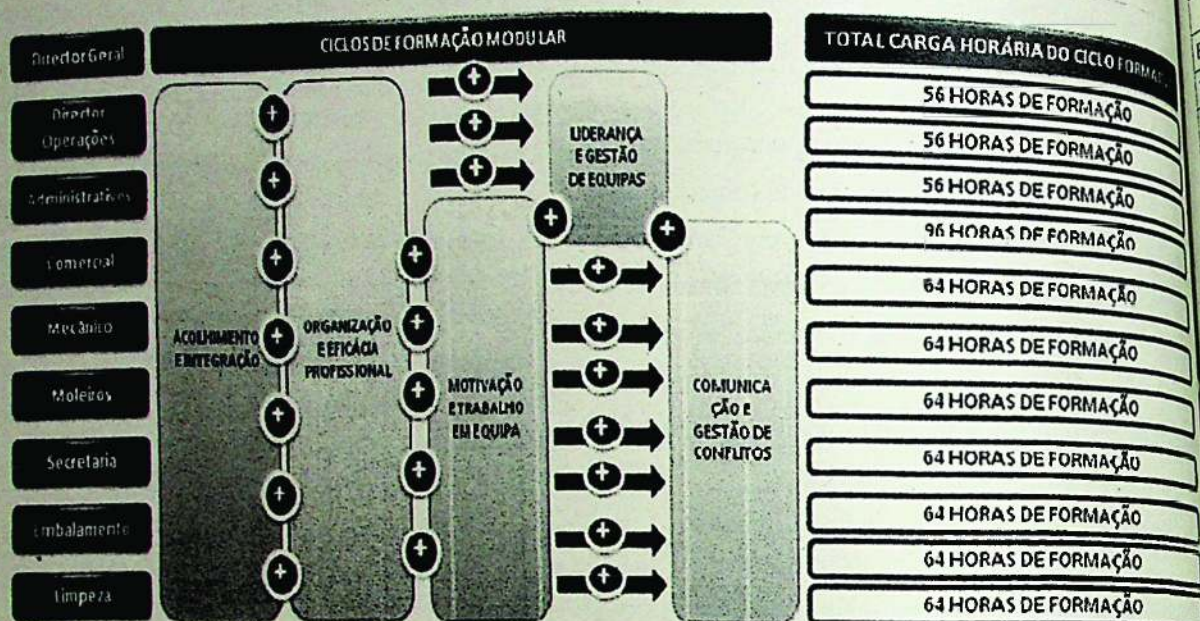 Director Geral
CICLOS DE FORMAÇÃO MODULAR
TOTAL CARGA HORÁRIA DO CICLO
Director
Operações
Administrativos
Comercial
Mecânico
Moleiros
Secretaria
Embalamento
Limpeza
ACOLHIMENTO
E INTEGRAÇÃO
ORGANIZAÇÃO
E EFICÁCIA
PROFISSIONAL
MOTIVAÇÃO
E TRABALHO
EM EQUIPA
LIDERANÇA
E GESTÃO
DE EQUIPAS
COMUNICA
ÇÃO E
GESTÃO DE
CONFLITOS
56 HORAS DE FORMAÇÃO
56 HORAS DE FORMAÇÃO
56 HORAS DE FORMAÇÃO
96 HORAS DE FORMAÇÃO
64 HORAS DE FORMAÇÃO
64 HORAS DE FORMAÇÃO
64 HORAS DE FORMAÇÃO
64 HORAS DE FORMAÇÃO
64 HORAS DE FORMAÇÃO
64 HORAS DE FORMAÇÃO
64 HORAS DE FORMAÇÃO